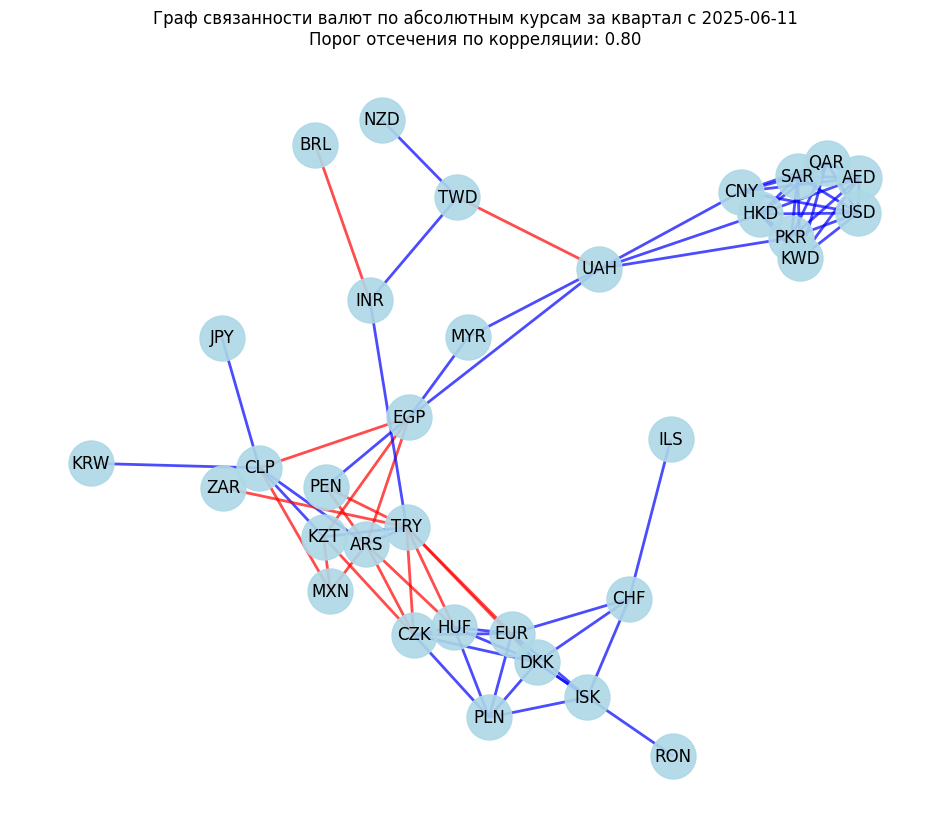 Граф связанности валют по абсолютным курсам за квартал с 2025-06-11
Порог отсечения по корреляции: 0.80
NZD
BRL
QAR
SAR
AED
CNY
TWD
HKD
USD
PKR
KWD
UAH
INR
MYR
JPY
EGP
ILS
KRW
CLP
ZAR
PEN
TRY
KZT
ARS
MXN
CHF
HUF
CZK
EUR
DKK
ISK
PLN
RON